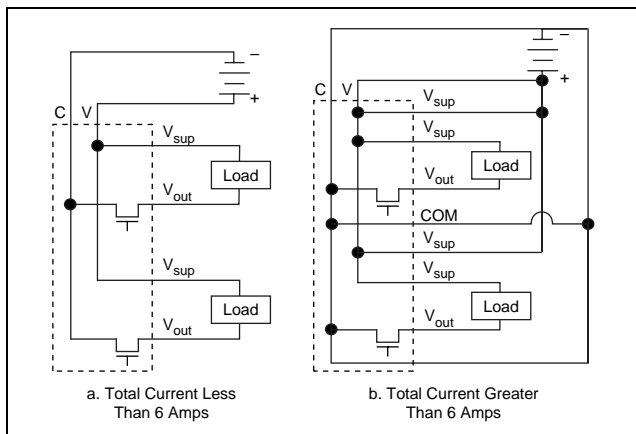 −
+
C V
Vsup
Load
Vout
Vsup
Load
Vout
a. Total Current Less
Than 6 Amps
−
+
C V
Vsup
Vsup
Load
Vout
COM
Vsup
Vsup
Load
Vout
b. Total Current Greater
Than 6 Amps